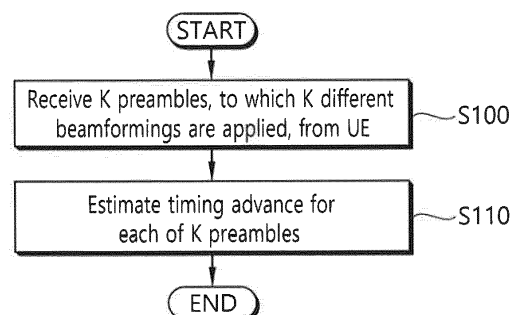 START
Receive K preambles, to which K different
beamformings are applied, from UE
S100
Estimate timing advance for
each of K preambles
S110
END